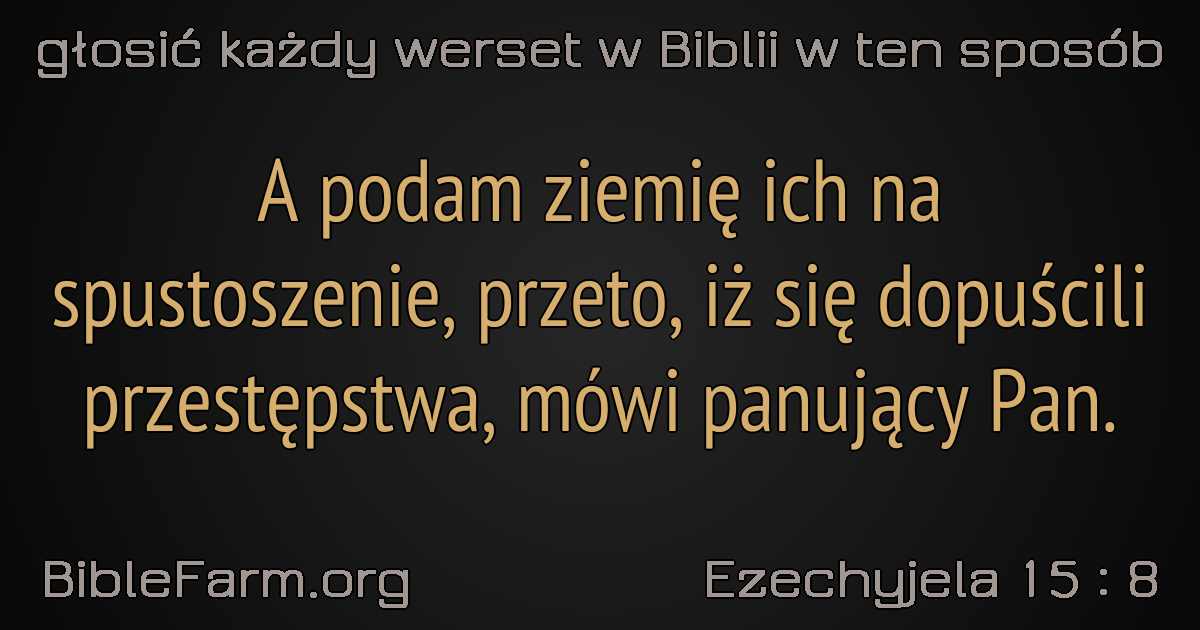 głosić każdy werset w Biblii w ten sposób
A podam ziemię ich na
spustoszenie, przeto, iż się dopuścili
przestępstwa, mówi panujący Pan.
BibleFarm.org
Ezechyjela 15 : 8